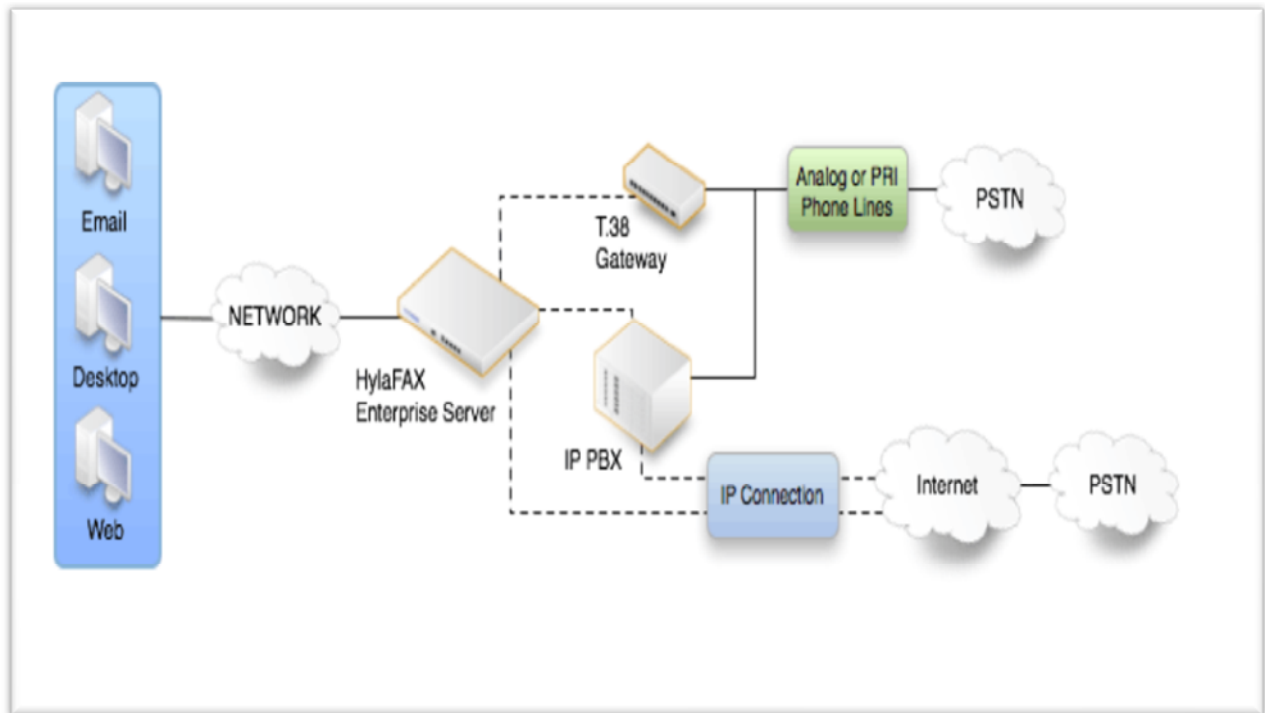 Email
Desktop
Web
NETWORK
HylaFAX
Enterprise Server
T.38
Gateway
IP PBX
Analog or PRI
Phone Lines
PSTN
IP Connection
Internet
PSTN